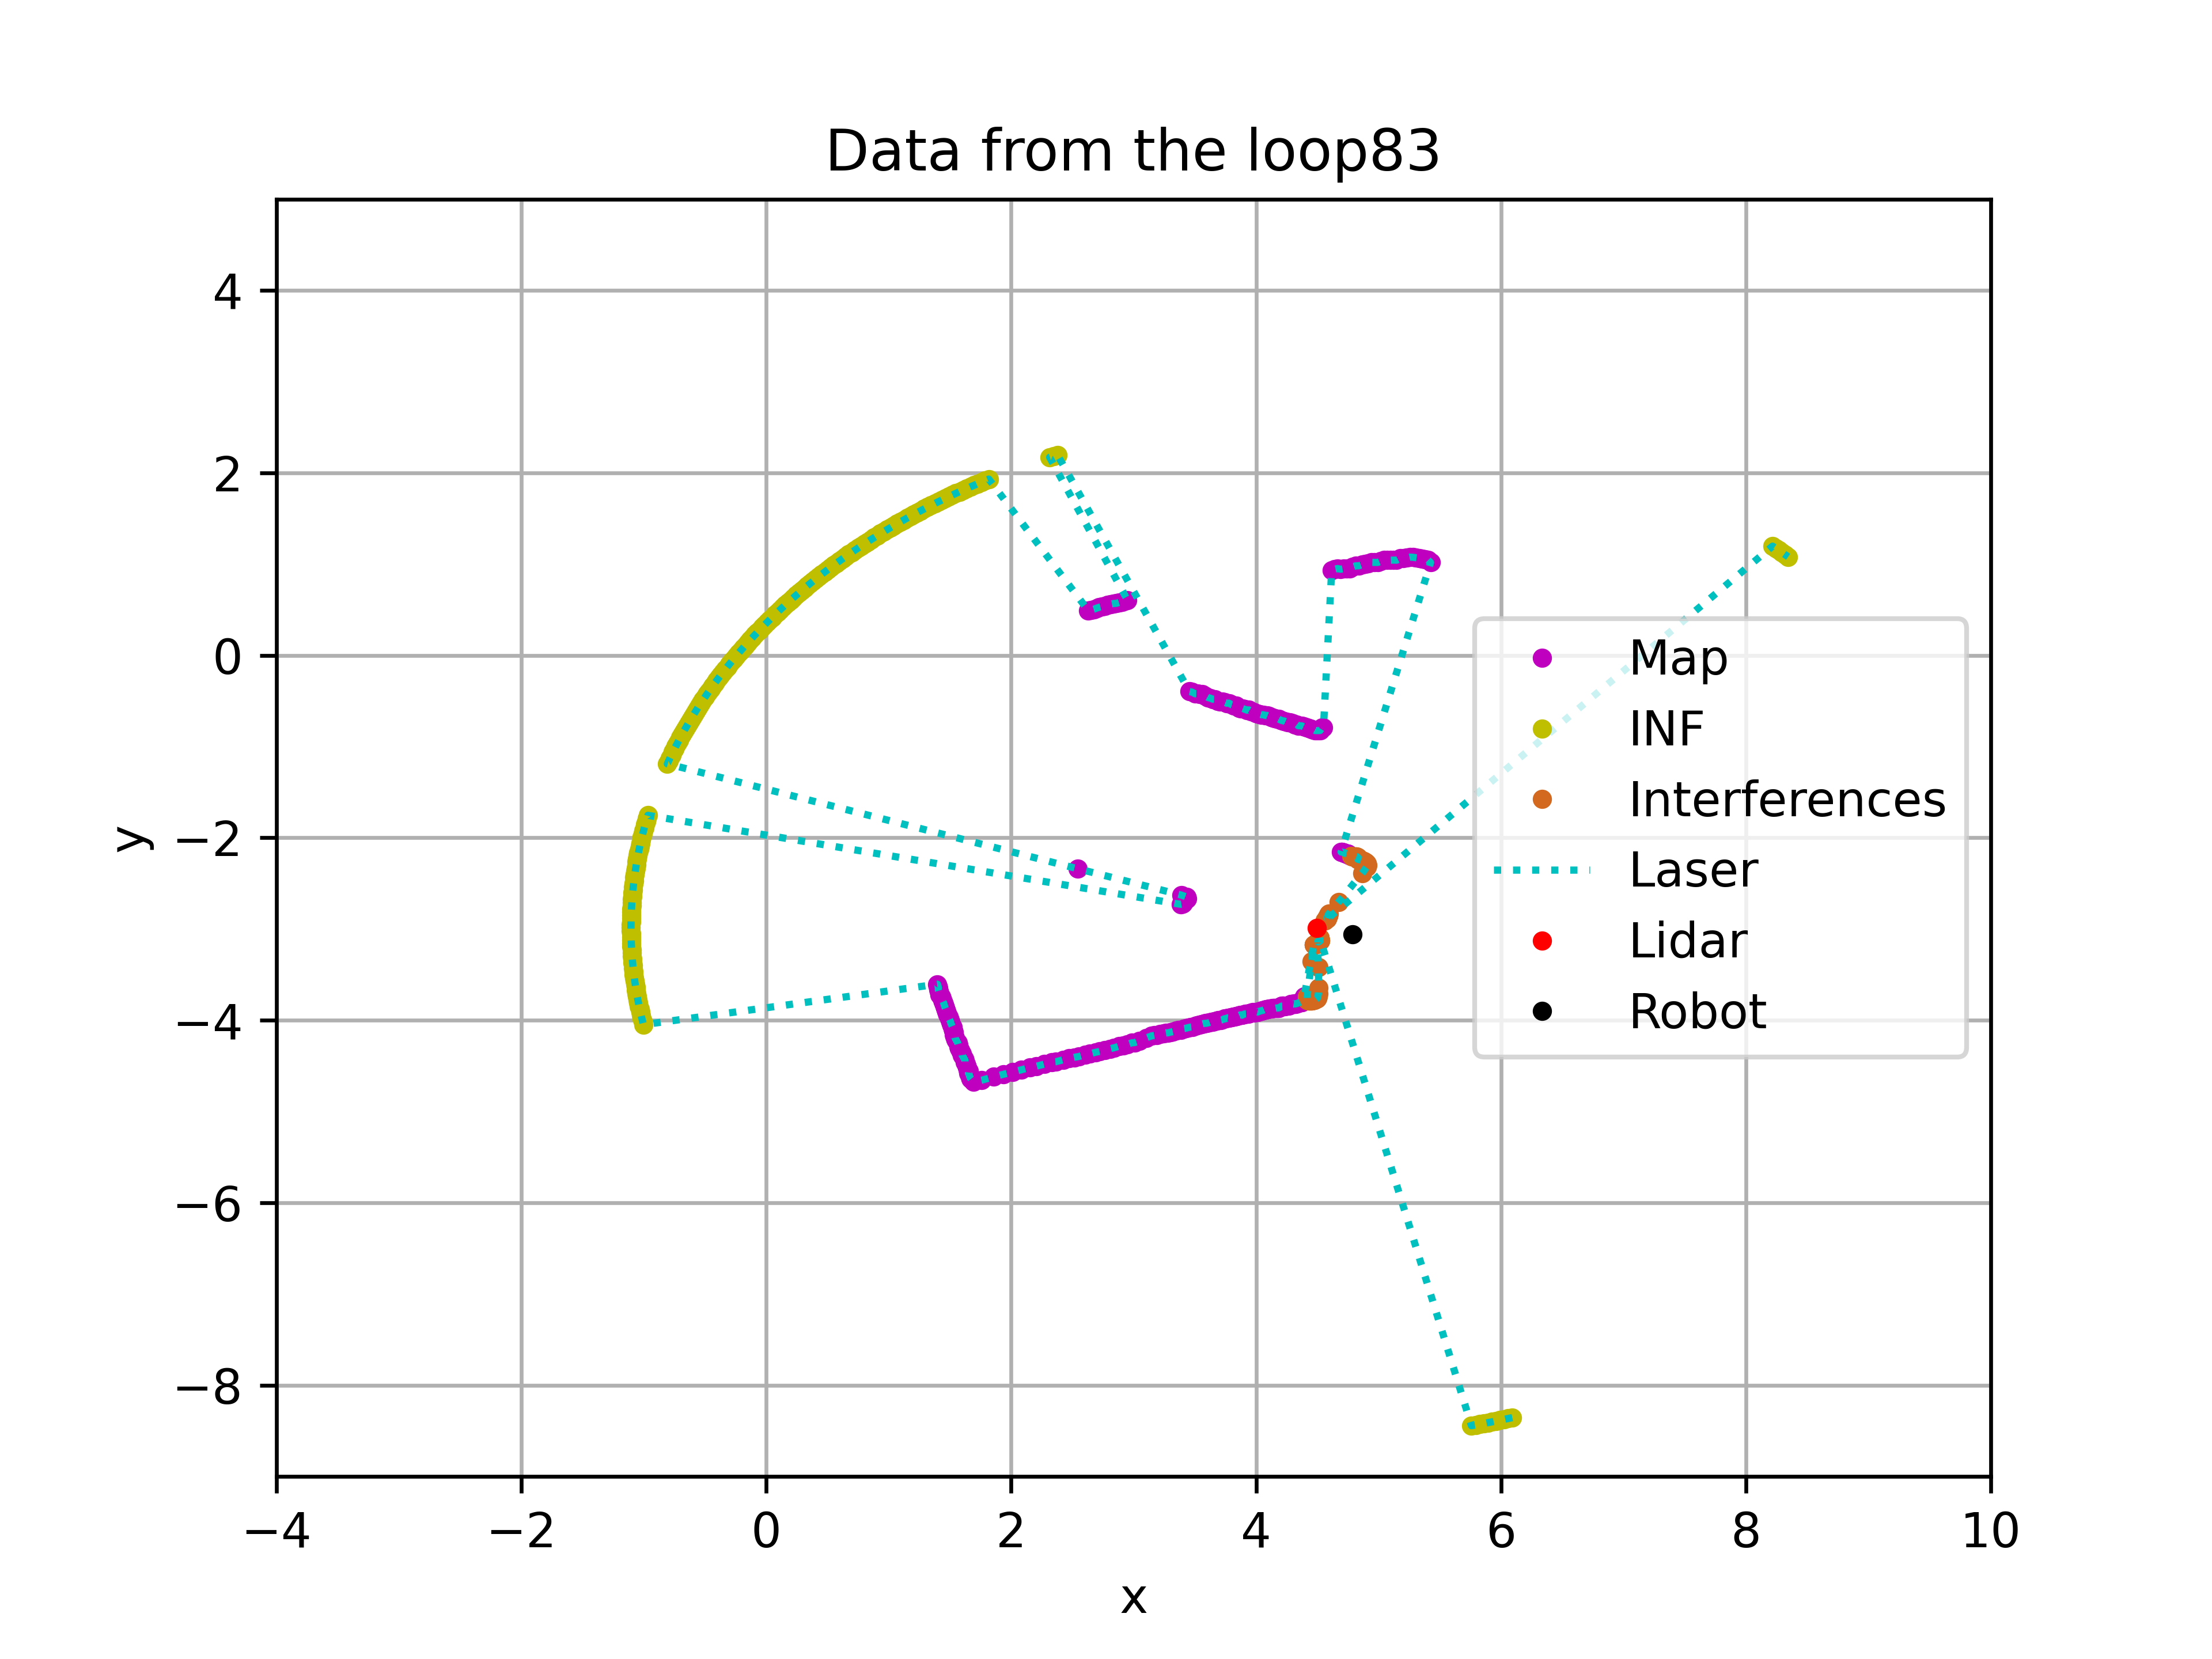 Data from the loop83
4
2
0
−2
−4
−6
−8
y
−4
−2
0
2
4
6
8
10
x
Map
INF
Interferences
Laser
Lidar
Robot